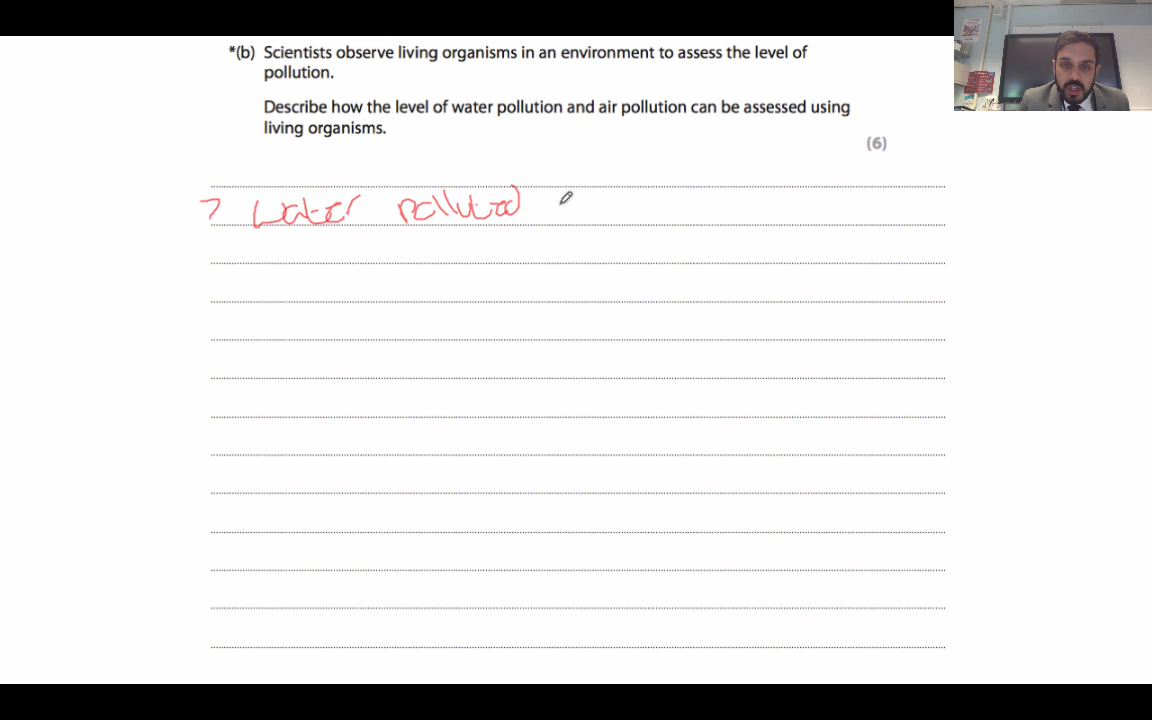 *(b) Scientists observe living organisms in an environment to assess the level of
pollution.
Describe how the level of water pollution and air pollution can be assessed using
living organisms.
(6)
> water polluted